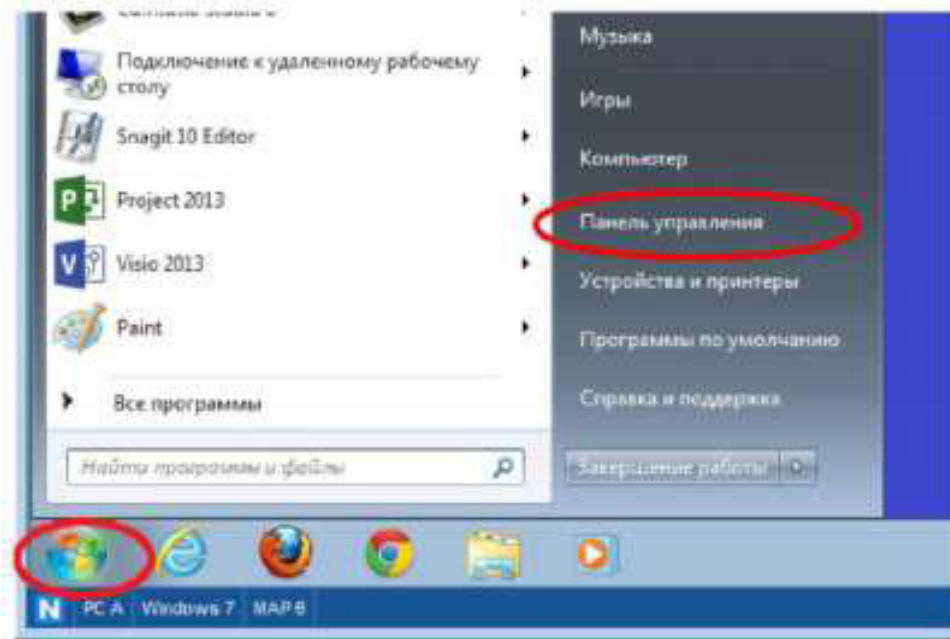 Музыка
Подключение к удаленному рабочему
столу
Игры
Snagit 10 Editor
Компьютер
Project 2013
Панель управления
Visio 2013
Устройства и принтеры
Paint
Программы по умолчанию
Все программы
Справка и поддержка
Найти программы и файлы
Завершение работы
PC A Windows 7 MAP 6